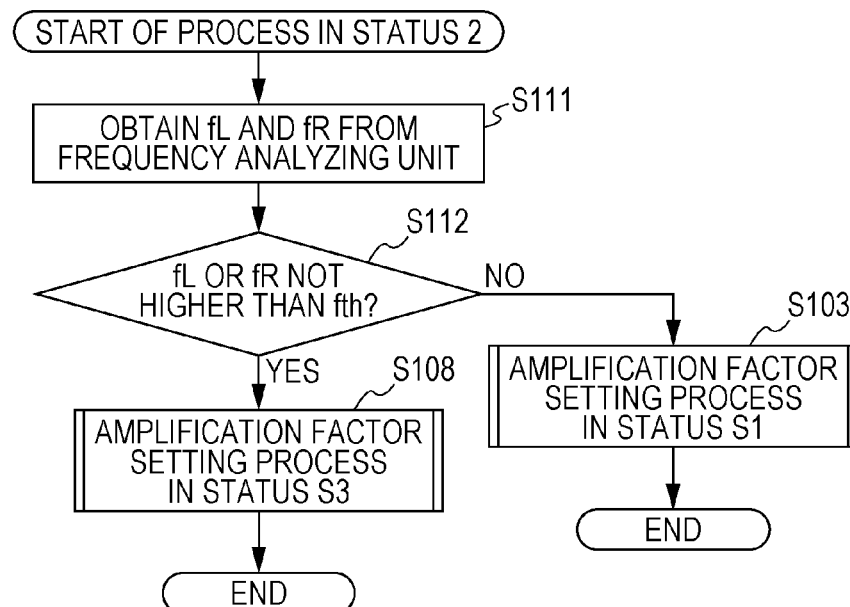 START OF PROCESS IN STATUS 2
S111
OBTAIN fL AND fR FROM
FREQUENCY ANALYZING UNIT
S112
fL OR fR NOT
HIGHER THAN fth?
NO
YES
S103
AMPLIFICATION FACTOR
SETTING PROCESS
IN STATUS S1
END
S108
AMPLIFICATION FACTOR
SETTING PROCESS
IN STATUS S3
END